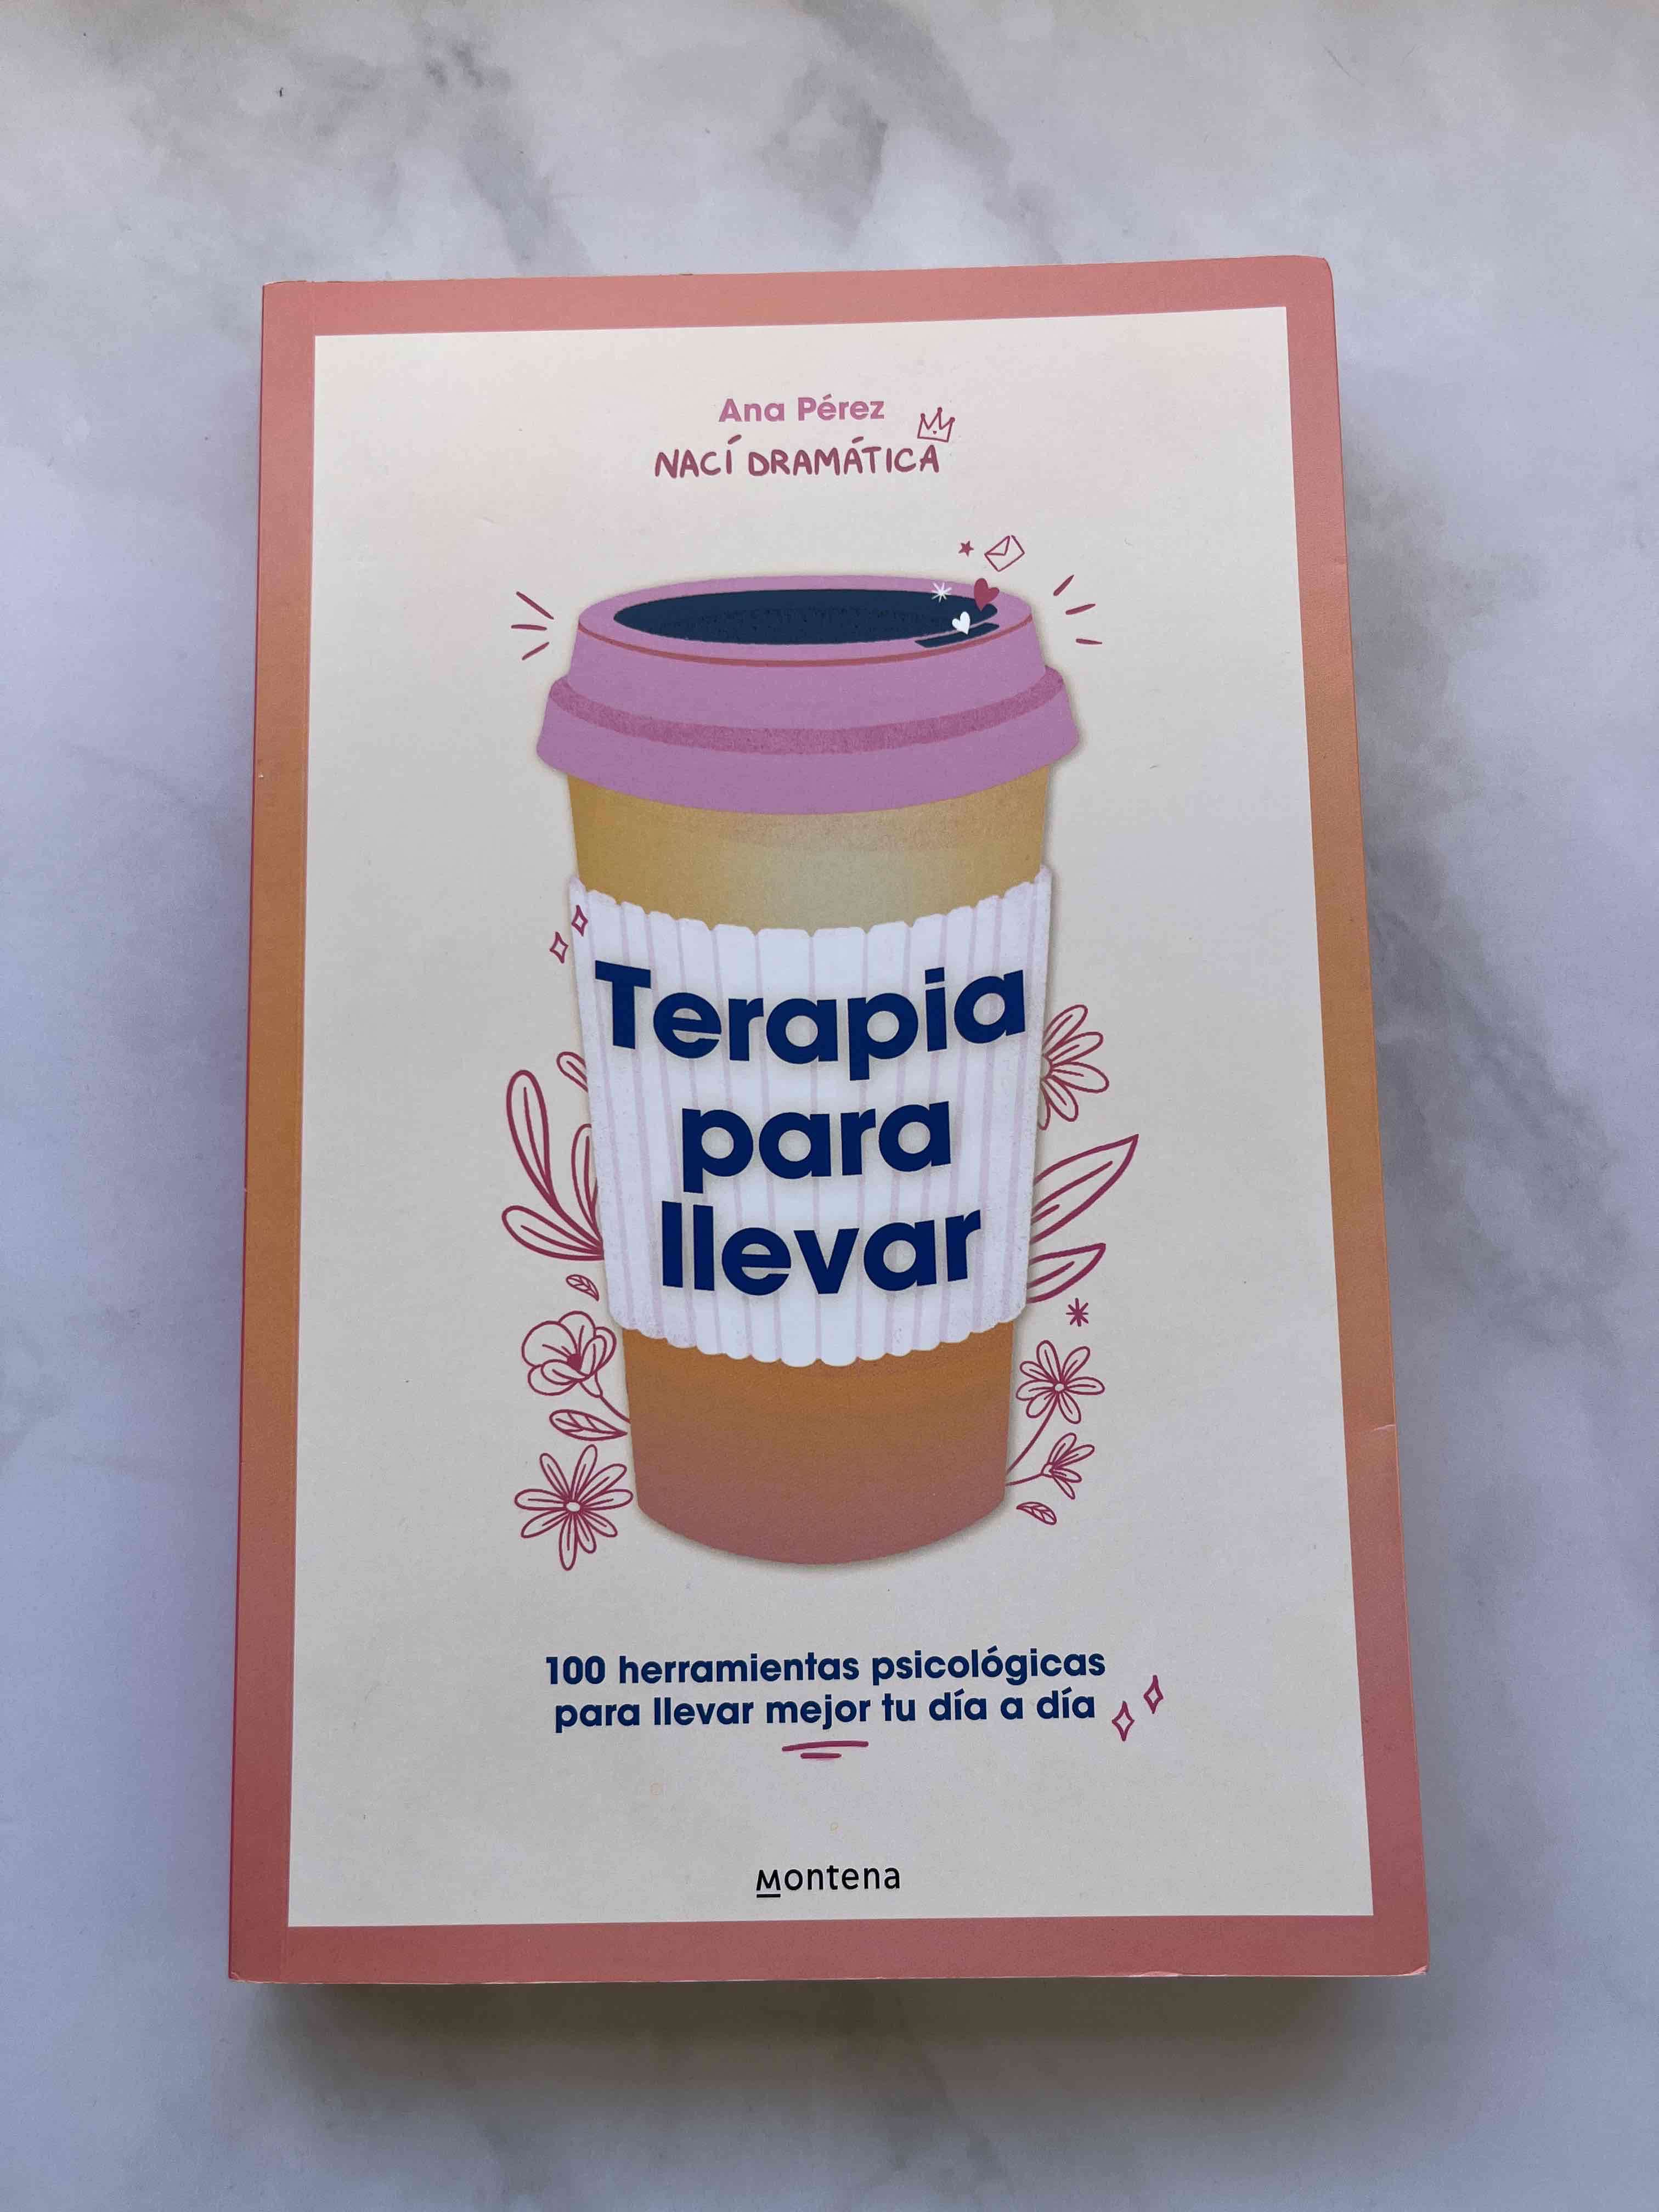 Ana Pérez
NACÍ DRAMÁTICA
Terapia
para
llevar
100 herramientas psicológicas
para llevar mejor tu día a día
Montena